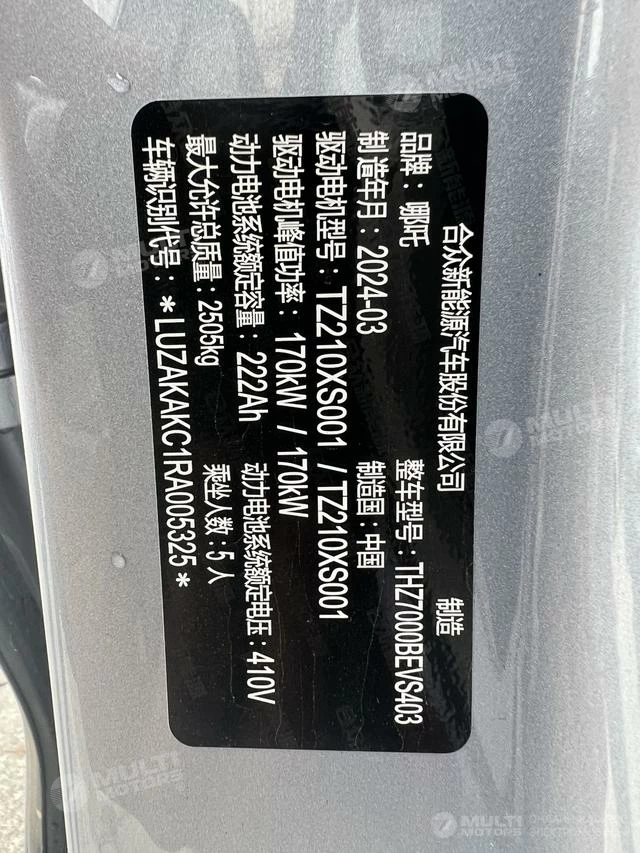 合众新能源汽车股份有限公司 制造
品牌：哪吒 整车型号：THZ7000BEVS403
制造年月：2024-03 制造国：中国
驱动电机型号：TZ210XS001 / TZ210XS001
驱动电机峰值功率：170kW / 170kW
动力电池系统额定容量：222Ah 动力电池系统额定电压：410V
最大允许总质量：2505kg 乘坐人数：5人
车辆识别代号：*LUZAKAKC1RA005325*
MULTI
MOTORS